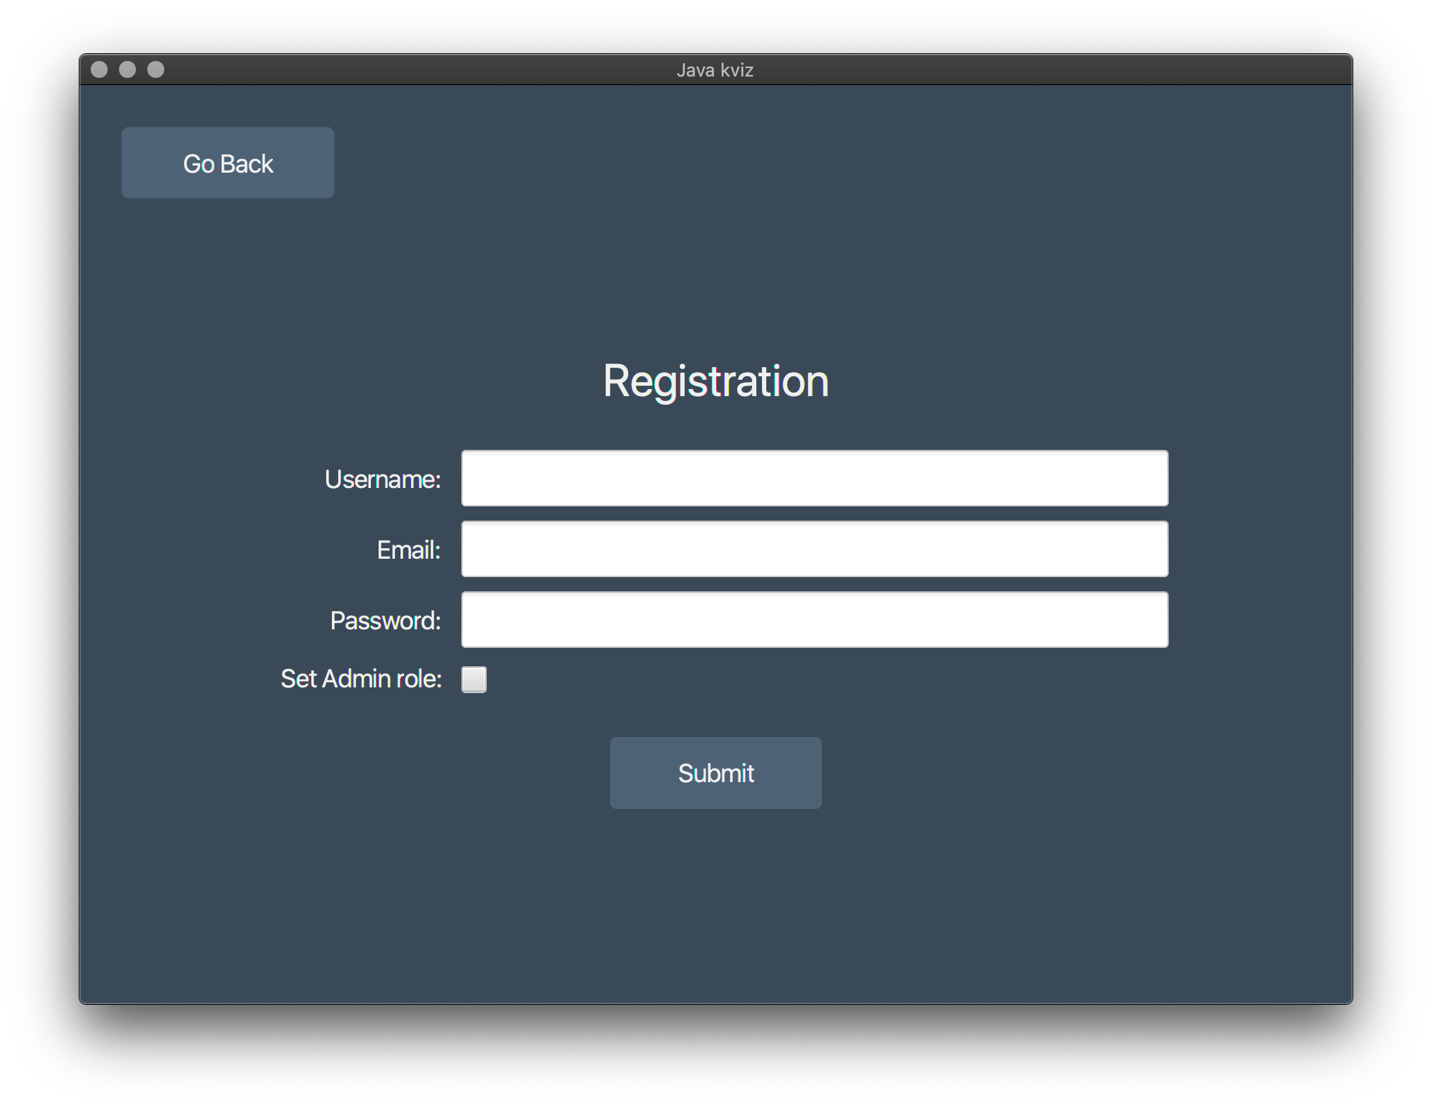 Java kviz
Go Back
Registration
Username:
Email:
Password:
Set Admin role:
Submit